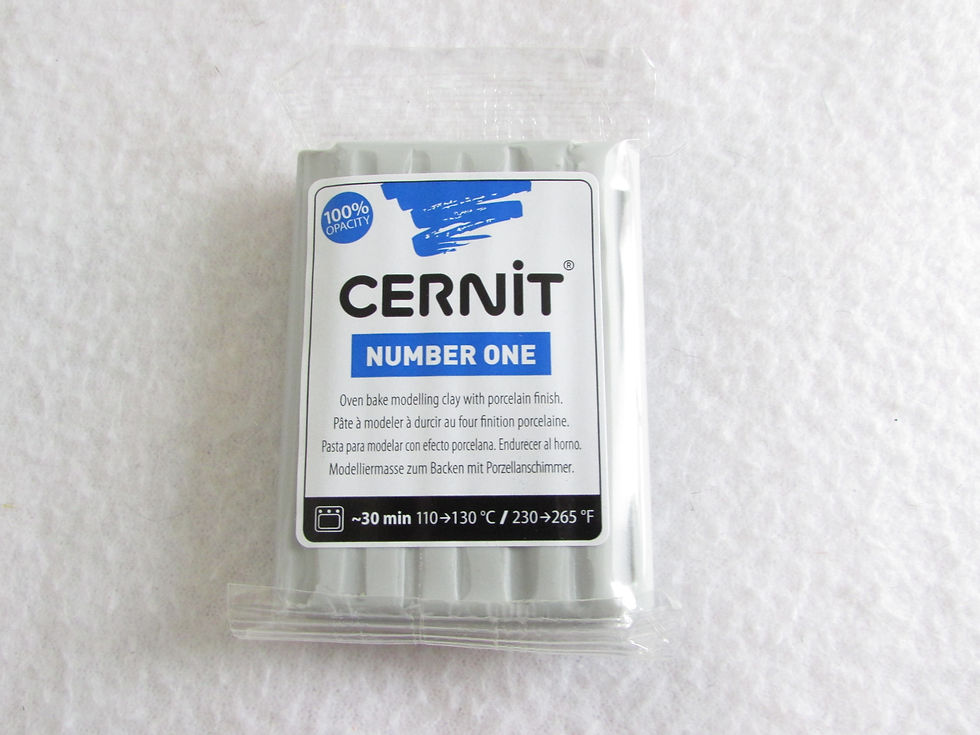 100%
OPACITY
CERNiT®
NUMBER ONE
Oven bake modelling clay with porcelain finish.
Pâte à modeler à durcir au four finition porcelaine.
Pasta para modelar con efecto porcelana. Endurecer al horno.
Modelliermasse zum Backen mit Porzellanschimmer.
~30 min 110→130 °C / 230→265 °F